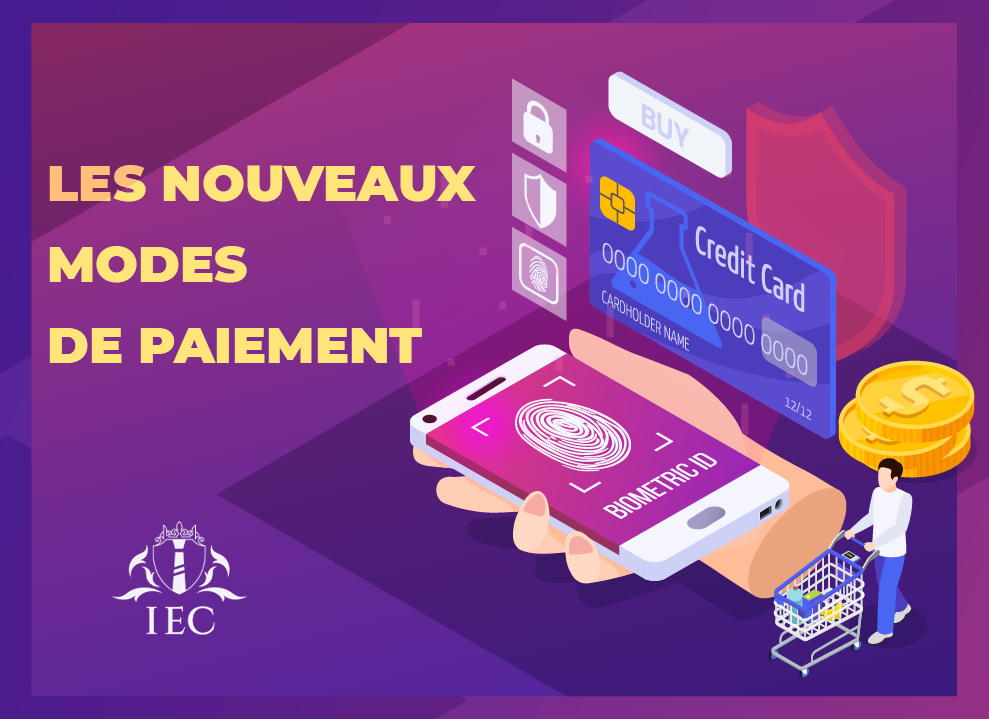 LES NOUVEAUX
MODES
DE PAIEMENT
BUY
Credit Card
0000 0000 0000 0000
CARDHOLDER NAME
12/12
BIOMETRIC ID
IEC